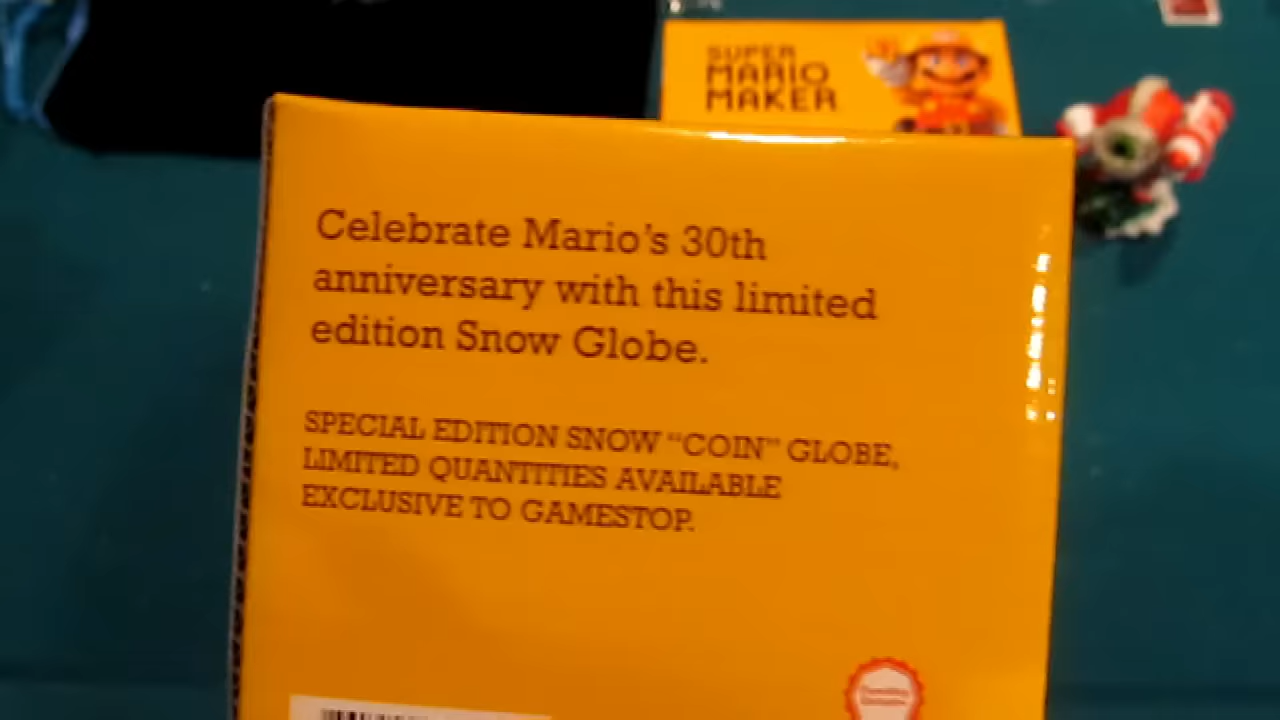 SUPER
MARIO
MAKER
Celebrate Mario's 30th
anniversary with this limited
edition Snow Globe.
SPECIAL EDITION SNOW “COIN” GLOBE,
LIMITED QUANTITIES AVAILABLE
EXCLUSIVE TO GAMESTOP.